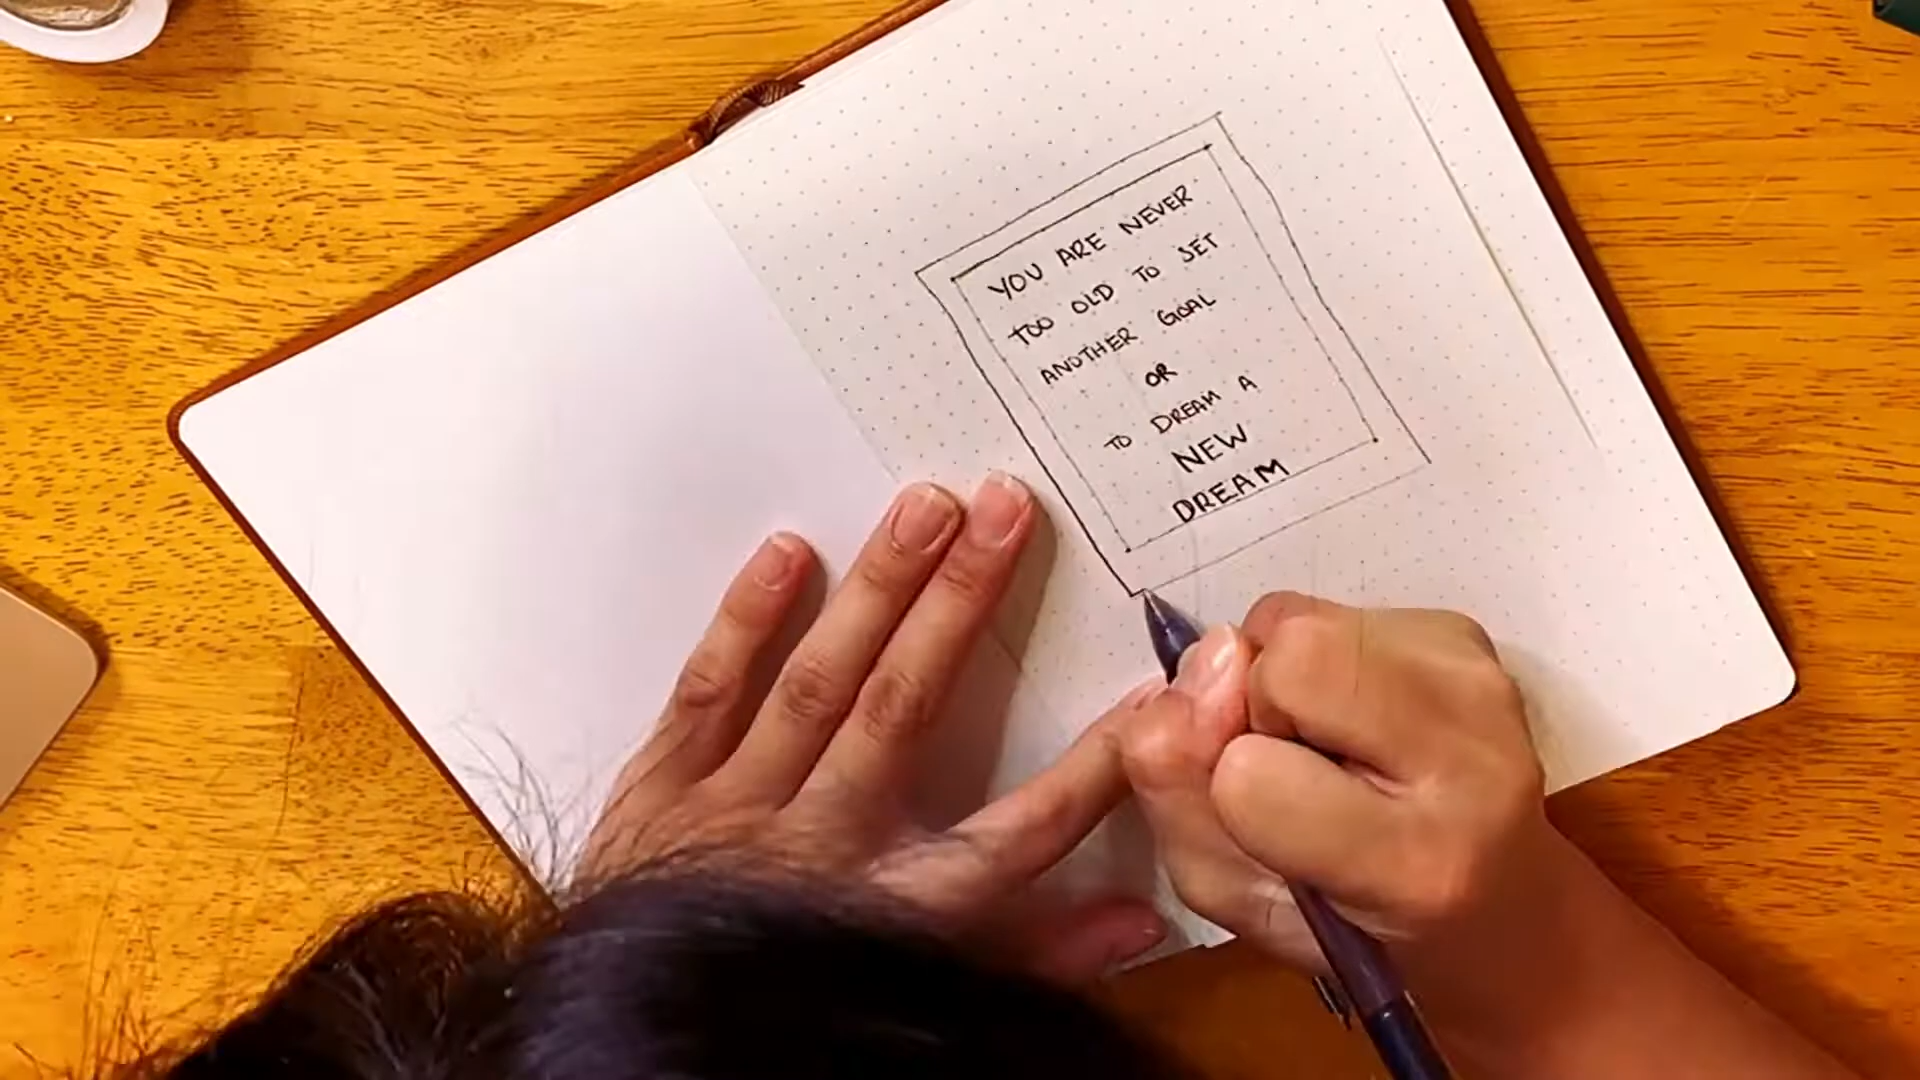 YOU ARE NEVER
TOO OLD TO SET
ANOTHER GOAL
OR
TO DREAM A
NEW
DREAM